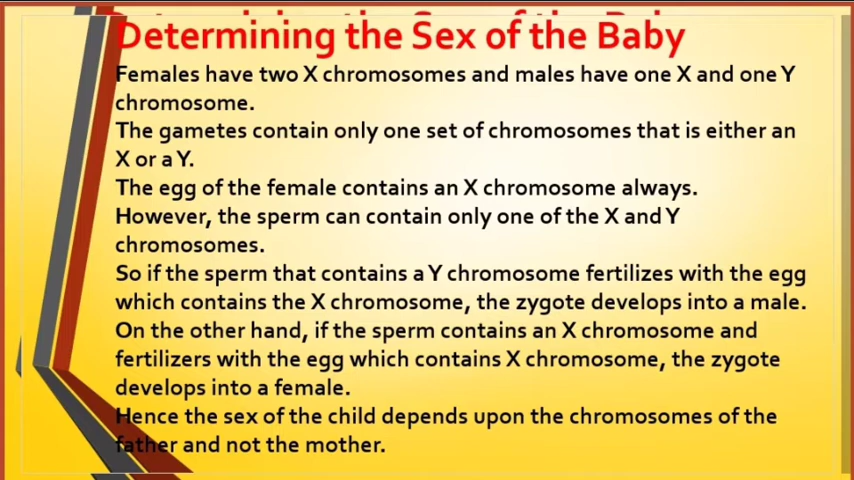 Determining the Sex of the Baby
Females have two X chromosomes and males have one X and one Y
chromosome.
The gametes contain only one set of chromosomes that is either an
X or a Y.
The egg of the female contains an X chromosome always.
However, the sperm can contain only one of the X and Y
chromosomes.
So if the sperm that contains a Y chromosome fertilizes with the egg
which contains the X chromosome, the zygote develops into a male.
On the other hand, if the sperm contains an X chromosome and
fertilizers with the egg which contains X chromosome, the zygote
develops into a female.
Hence the sex of the child depends upon the chromosomes of the
father and not the mother.